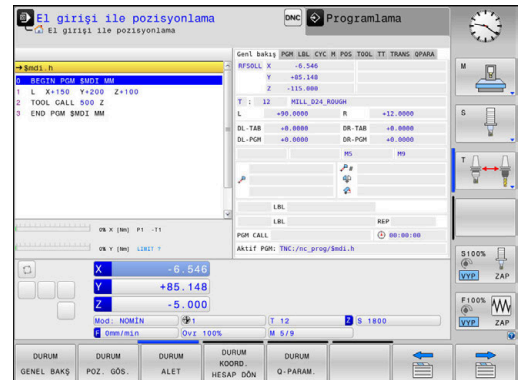 El girişi ile pozisyonlama
El girişi ile pozisyonlama
DNC
Programlama
→$mdi.h
0 BEGIN PGM $MDI MM
1 L X+150 Y+200 Z+100
2 TOOL CALL 500 Z
3 END PGM $MDI MM
Genl bakış PGM LBL CYC M POS TOOL TT TRANS QPARA
RFSOLL X -6.546
Y +85.148
Z -115.000
T : 12 MILL_D24_ROUGH
L +90.0000 R +12.0000
DL-TAB +0.0000 DR-TAB +0.0000
DL-PGM +0.0000 DR-PGM +0.0000
M5 M9
LBL
LBL REP
PGM CALL 00:00:00
Aktif PGM: TNC:/nc_prog/$mdi.h
0% X [Nm] P1 -T1
0% Y [Nm] LIMIT 1
X -6.546
Y +85.148
Z -5.000
Mod: NOMİN 1 T 12 Z S 1800
F 0mm/min Ovr 100% M 5/9
M
S
T
S100%
VYP ZAP
F100%
VYP ZAP
DURUM GENEL BAKŞ
DURUM POZ. GÖS.
DURUM ALET
DURUM KOORD. HESAP DÖN
DURUM Q-PARAM.